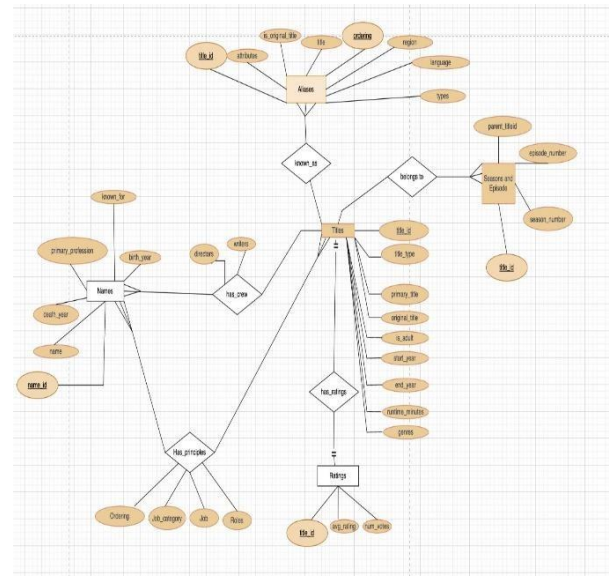 is_original_title
title
ordering
title_id
attributes
region
language
types
Aliases
known_as
belongs to
parent_titleid
episode_number
Seasons and
Episode
season_number
title_id
known_for
primary_profession
birth_year
Names
death_year
name
name_id
directors
writers
has_crew
Titles
title_id
title_type
primary_title
original_title
is_adult
start_year
end_year
runtime_minutes
genres
has_ratings
Has_principles
Ordering
Job_category
Job
Roles
Ratings
title_id
avg_rating
num_votes